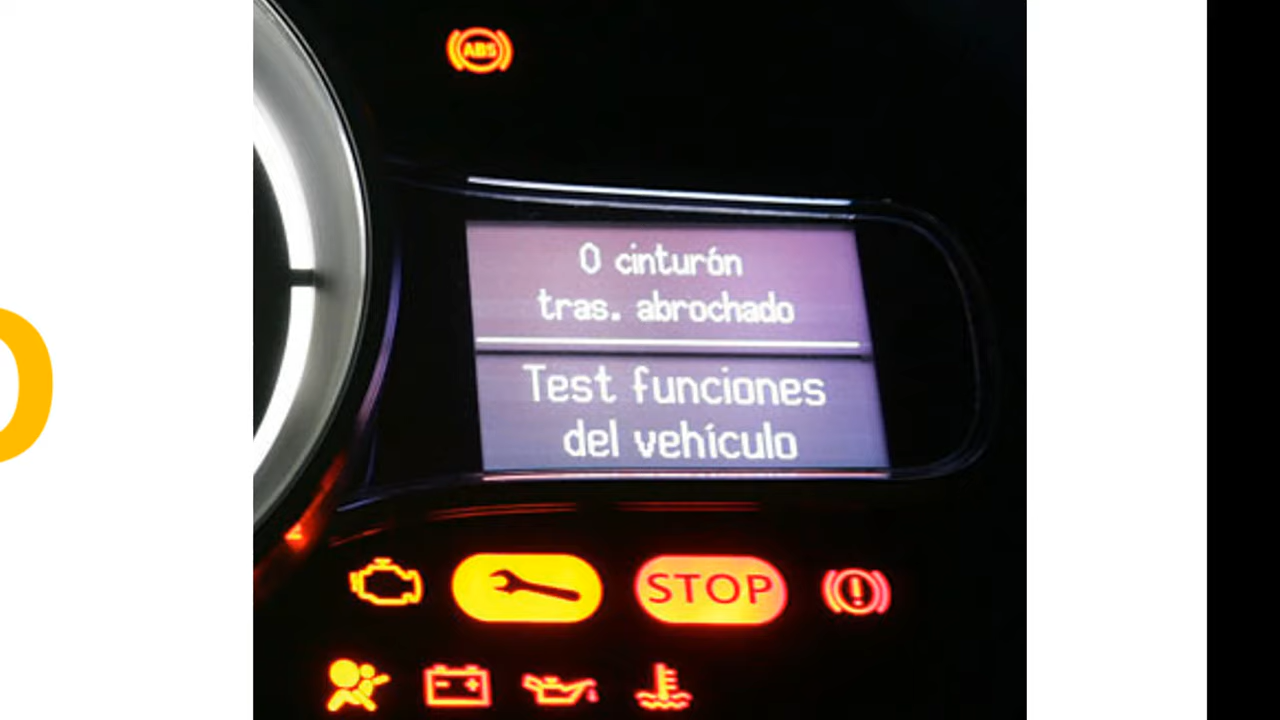 ABS
0 cinturón
tras. abrochado
Test funciones
del vehículo
STOP